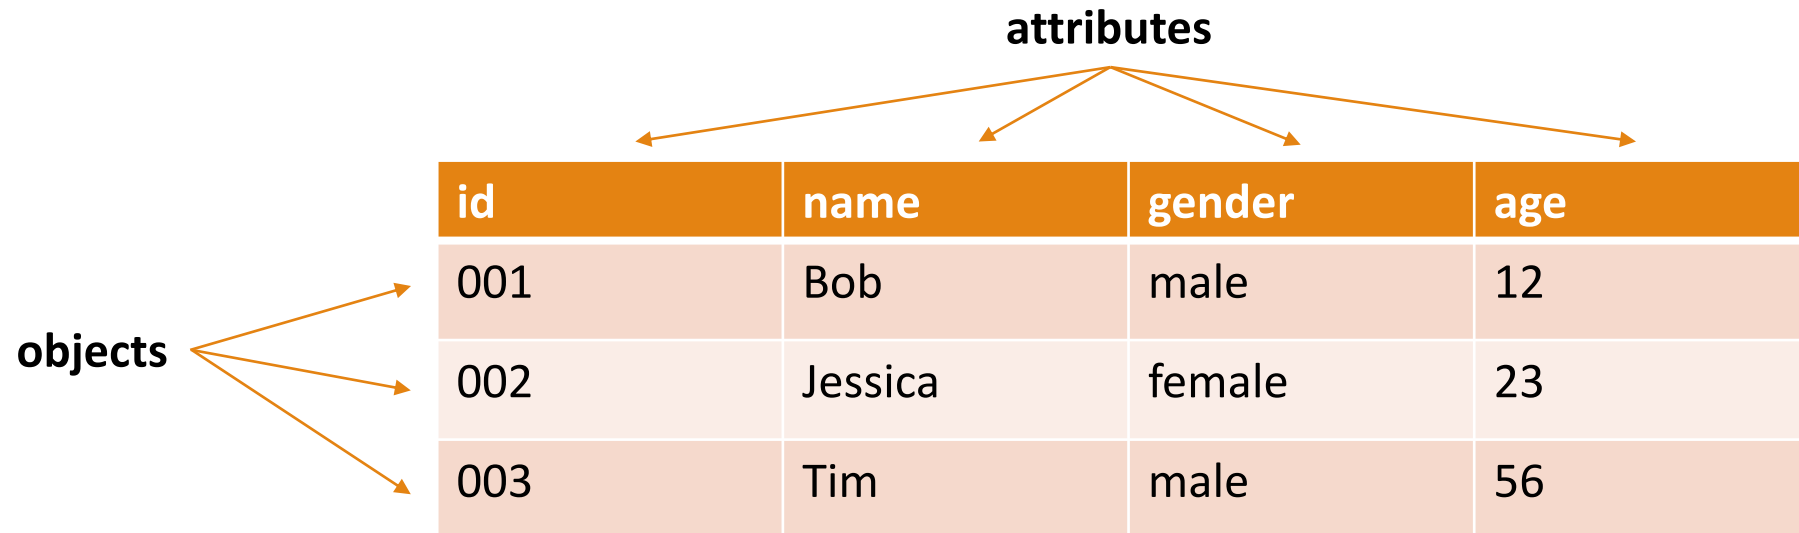 attributes
id name gender age
001 Bob male 12
objects
002 Jessica female 23
003 Tim male 56